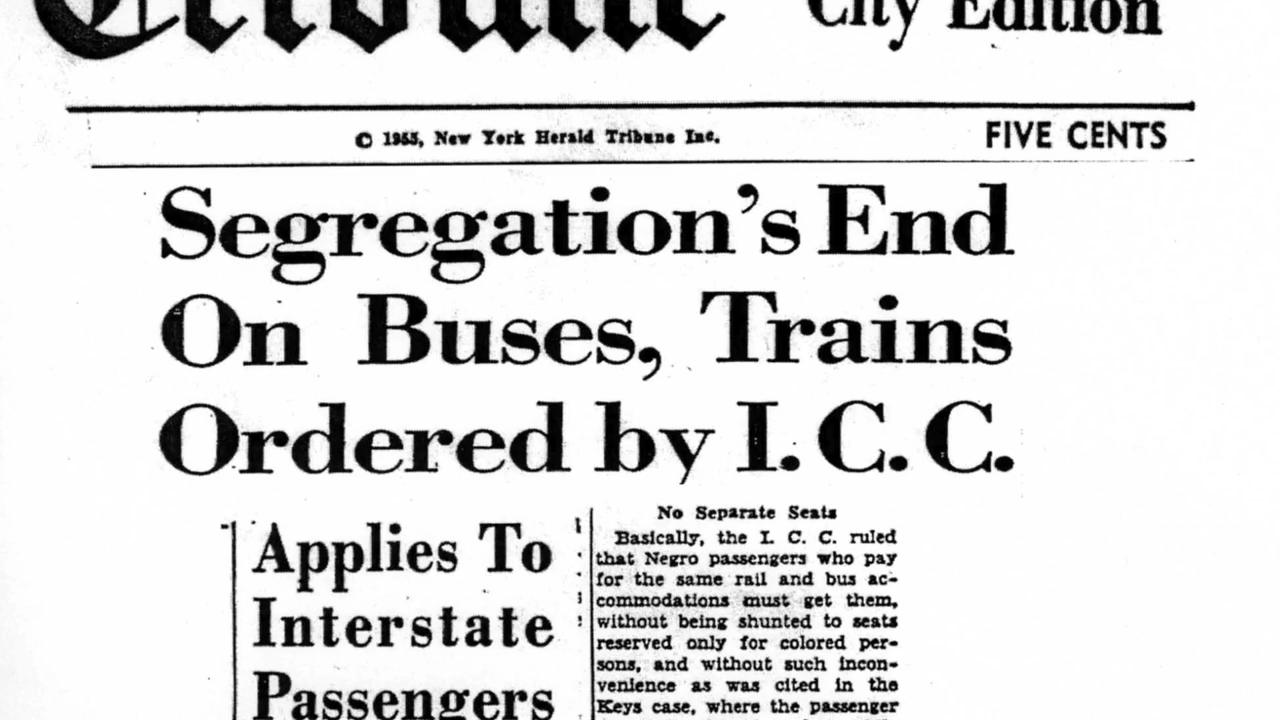 Tribune City Edition
© 1955, New York Herald Tribune Inc. FIVE CENTS
Segregation's End
On Buses, Trains
Ordered by I. C. C.
Applies To
Interstate
Passengers
No Separate Seats
Basically, the I. C. C. ruled
that Negro passengers who pay
for the same rail and bus ac-
commodations must get them,
without being shunted to seats
reserved only for colored per-
sons, and without such incon-
venience as was cited in the
Keys case, where the passenger